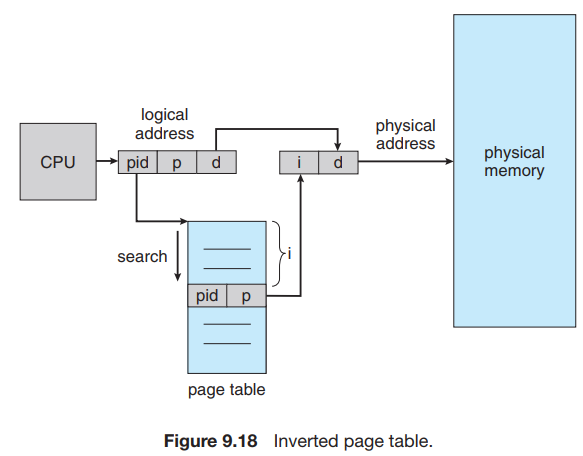 logical
address
physical
address
CPU
pid p d
i d
physical
memory
search
i
pid p
page table
Figure 9.18 Inverted page table.